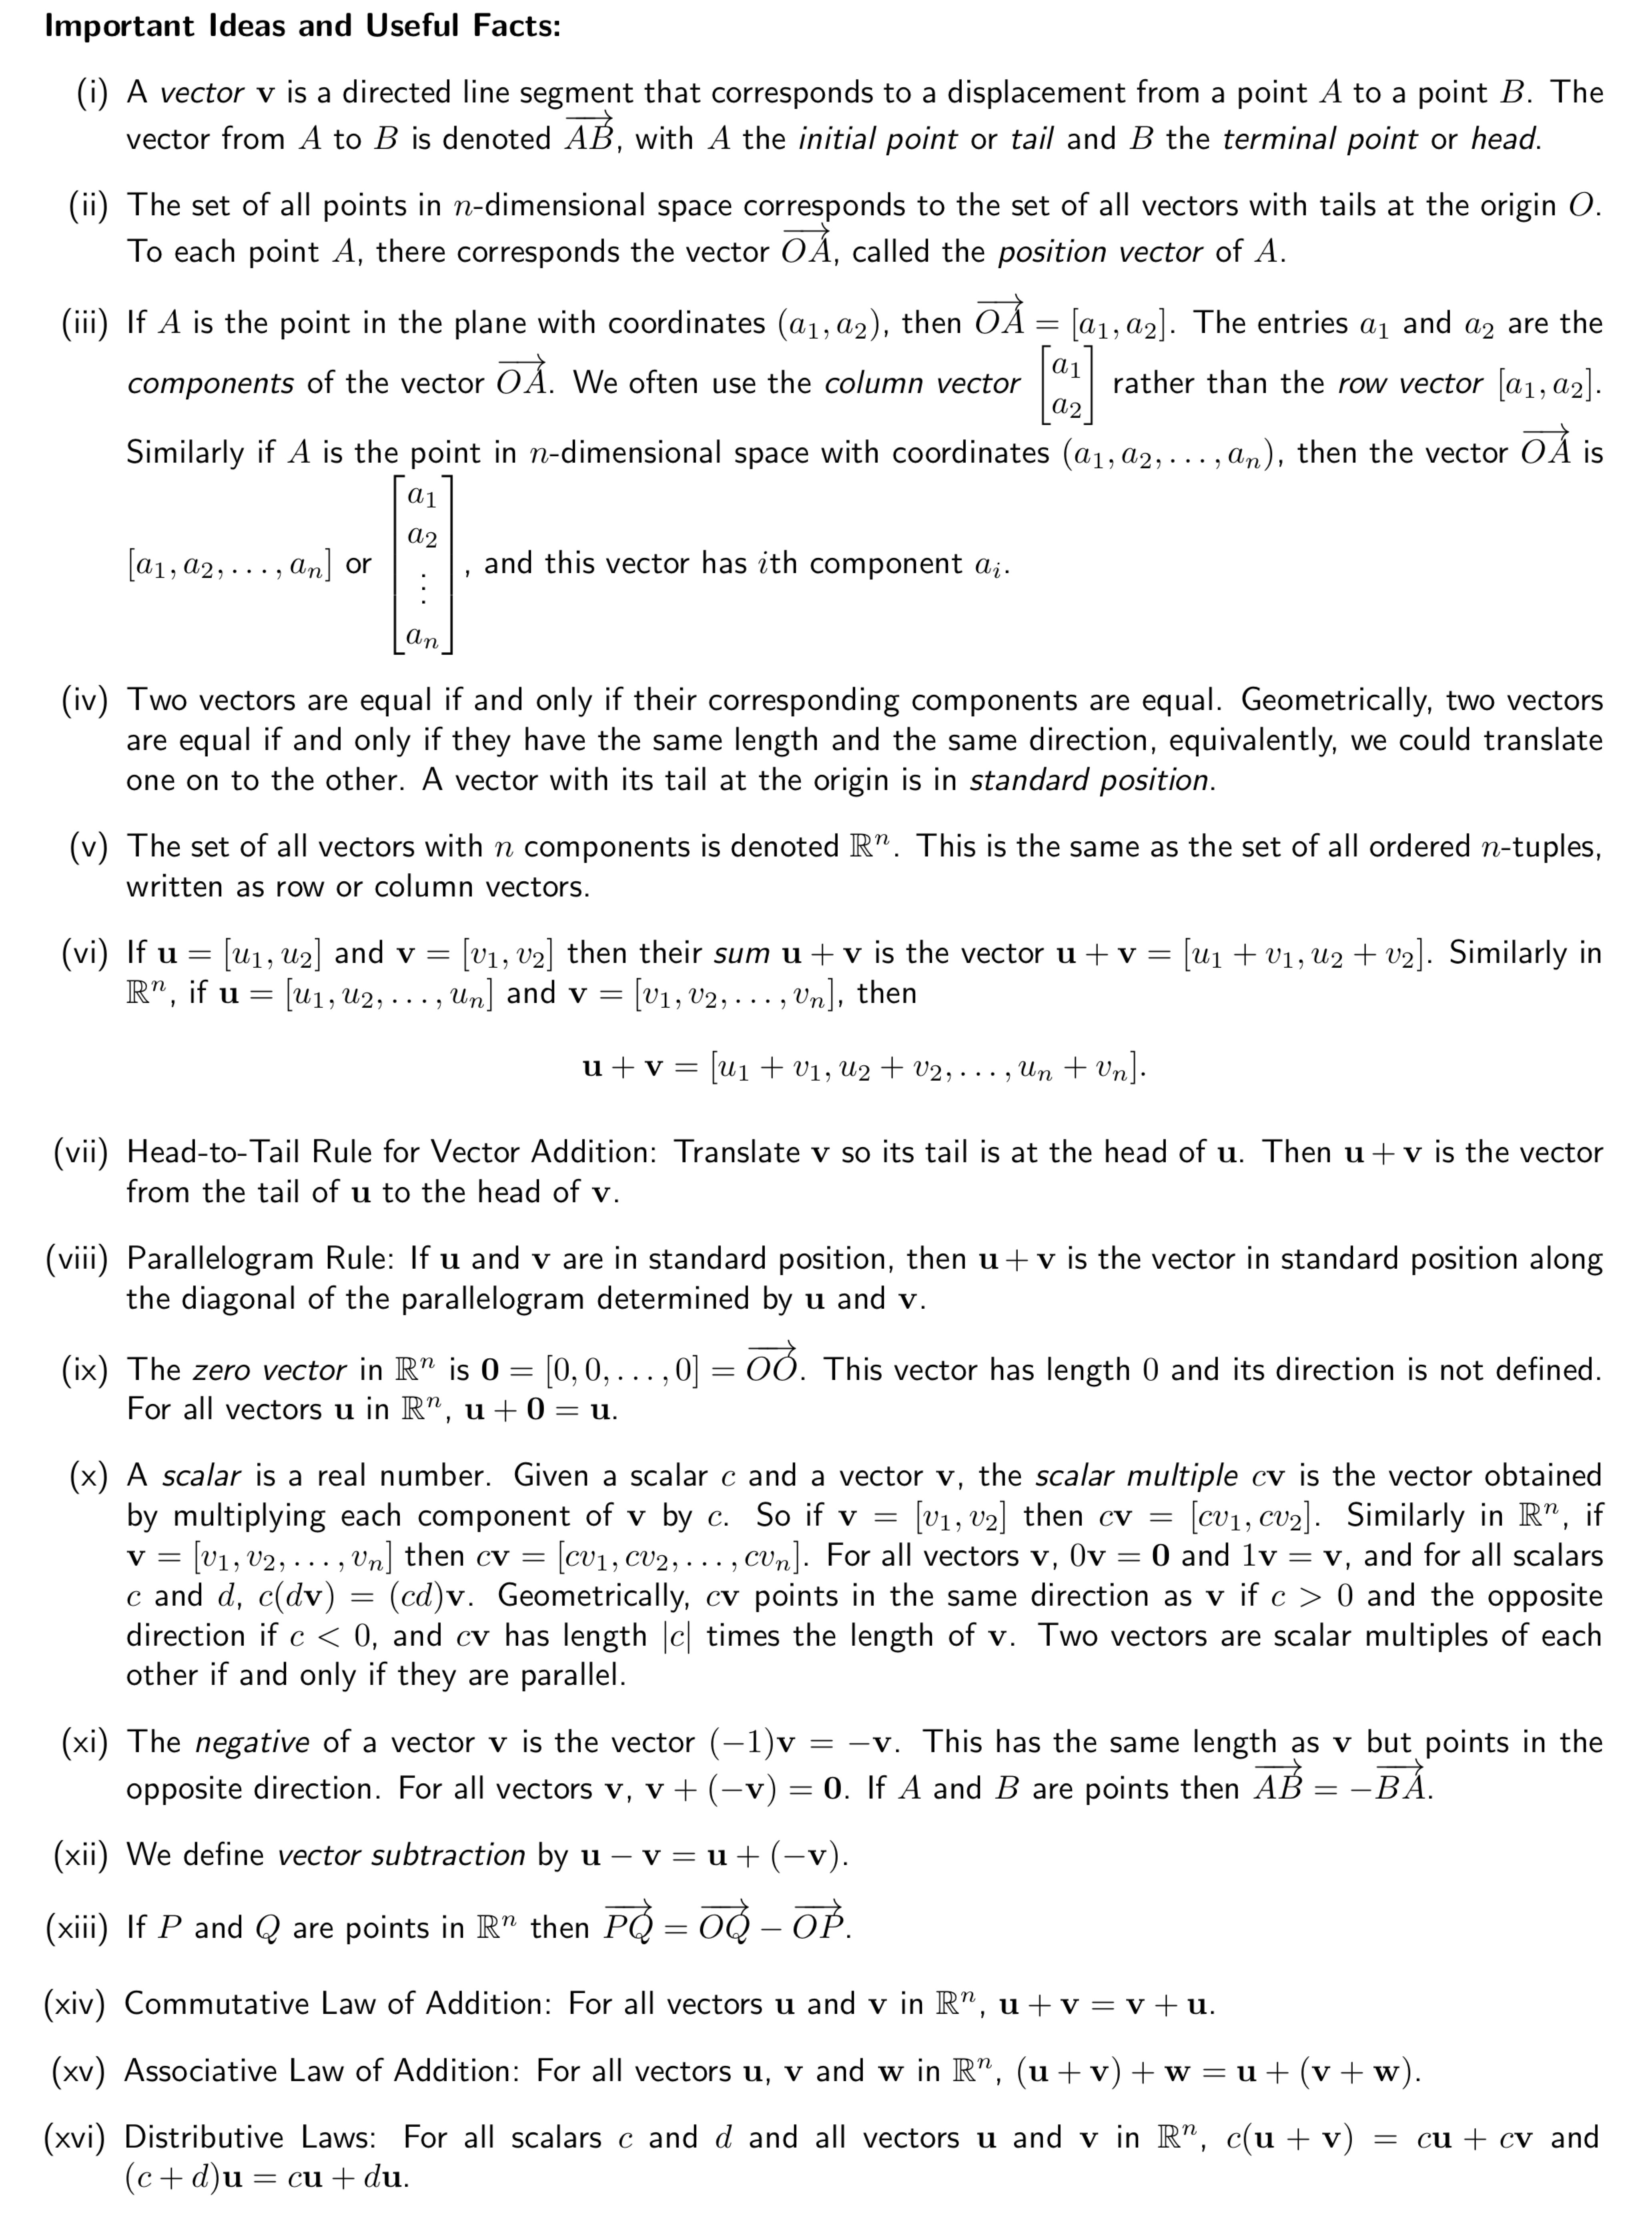 Important Ideas and Useful Facts:
(i) A vector v is a directed line segment that corresponds to a displacement from a point A to a point B. The
vector from A to B is denoted $\overrightarrow{AB}$, with A the initial point or tail and B the terminal point or head.
(ii) The set of all points in n-dimensional space corresponds to the set of all vectors with tails at the origin O.
To each point A, there corresponds the vector $\overrightarrow{OA}$, called the position vector of A.
(iii) If A is the point in the plane with coordinates $(a_1, a_2)$, then $\overrightarrow{OA} = [a_1, a_2]$. The entries $a_1$ and $a_2$ are the
components of the vector $\overrightarrow{OA}$. We often use the column vector $\begin{bmatrix} a_1 \\ a_2 \end{bmatrix}$ rather than the row vector $[a_1, a_2]$.
Similarly if A is the point in n-dimensional space with coordinates $(a_1, a_2, \ldots, a_n)$, then the vector $\overrightarrow{OA}$ is
$[a_1, a_2, \ldots, a_n]$ or $\begin{bmatrix} a_1 \\ a_2 \\ \vdots \\ a_n \end{bmatrix}$, and this vector has ith component $a_i$.
(iv) Two vectors are equal if and only if their corresponding components are equal. Geometrically, two vectors
are equal if and only if they have the same length and the same direction, equivalently, we could translate
one on to the other. A vector with its tail at the origin is in standard position.
(v) The set of all vectors with n components is denoted $\mathbb{R}^n$. This is the same as the set of all ordered n-tuples,
written as row or column vectors.
(vi) If $\mathbf{u} = [u_1, u_2]$ and $\mathbf{v} = [v_1, v_2]$ then their sum $\mathbf{u} + \mathbf{v}$ is the vector $\mathbf{u} + \mathbf{v} = [u_1 + v_1, u_2 + v_2]$. Similarly in
$\mathbb{R}^n$, if $\mathbf{u} = [u_1, u_2, \ldots, u_n]$ and $\mathbf{v} = [v_1, v_2, \ldots, v_n]$, then
$\mathbf{u} + \mathbf{v} = [u_1 + v_1, u_2 + v_2, \ldots, u_n + v_n].$
(vii) Head-to-Tail Rule for Vector Addition: Translate v so its tail is at the head of u. Then $\mathbf{u} + \mathbf{v}$ is the vector
from the tail of u to the head of v.
(viii) Parallelogram Rule: If u and v are in standard position, then $\mathbf{u} + \mathbf{v}$ is the vector in standard position along
the diagonal of the parallelogram determined by u and v.
(ix) The zero vector in $\mathbb{R}^n$ is $\mathbf{0} = [0, 0, \ldots, 0] = \overrightarrow{OO}$. This vector has length 0 and its direction is not defined.
For all vectors u in $\mathbb{R}^n$, $\mathbf{u} + \mathbf{0} = \mathbf{u}$.
(x) A scalar is a real number. Given a scalar c and a vector v, the scalar multiple $c\mathbf{v}$ is the vector obtained
by multiplying each component of v by c. So if $\mathbf{v} = [v_1, v_2]$ then $c\mathbf{v} = [cv_1, cv_2]$. Similarly in $\mathbb{R}^n$, if
$\mathbf{v} = [v_1, v_2, \ldots, v_n]$ then $c\mathbf{v} = [cv_1, cv_2, \ldots, cv_n]$. For all vectors v, $0\mathbf{v} = \mathbf{0}$ and $1\mathbf{v} = \mathbf{v}$, and for all scalars
c and d, $c(d\mathbf{v}) = (cd)\mathbf{v}$. Geometrically, $c\mathbf{v}$ points in the same direction as v if $c > 0$ and the opposite
direction if $c < 0$, and $c\mathbf{v}$ has length $|c|$ times the length of v. Two vectors are scalar multiples of each
other if and only if they are parallel.
(xi) The negative of a vector v is the vector $(-1)\mathbf{v} = -\mathbf{v}$. This has the same length as v but points in the
opposite direction. For all vectors v, $\mathbf{v} + (-\mathbf{v}) = \mathbf{0}$. If A and B are points then $\overrightarrow{AB} = -\overrightarrow{BA}$.
(xii) We define vector subtraction by $\mathbf{u} - \mathbf{v} = \mathbf{u} + (-\mathbf{v})$.
(xiii) If P and Q are points in $\mathbb{R}^n$ then $\overrightarrow{PQ} = \overrightarrow{OQ} - \overrightarrow{OP}$.
(xiv) Commutative Law of Addition: For all vectors u and v in $\mathbb{R}^n$, $\mathbf{u} + \mathbf{v} = \mathbf{v} + \mathbf{u}$.
(xv) Associative Law of Addition: For all vectors u, v and w in $\mathbb{R}^n$, $(\mathbf{u} + \mathbf{v}) + \mathbf{w} = \mathbf{u} + (\mathbf{v} + \mathbf{w})$.
(xvi) Distributive Laws: For all scalars c and d and all vectors u and v in $\mathbb{R}^n$, $c(\mathbf{u} + \mathbf{v}) = c\mathbf{u} + c\mathbf{v}$ and
$(c + d)\mathbf{u} = c\mathbf{u} + d\mathbf{u}$.